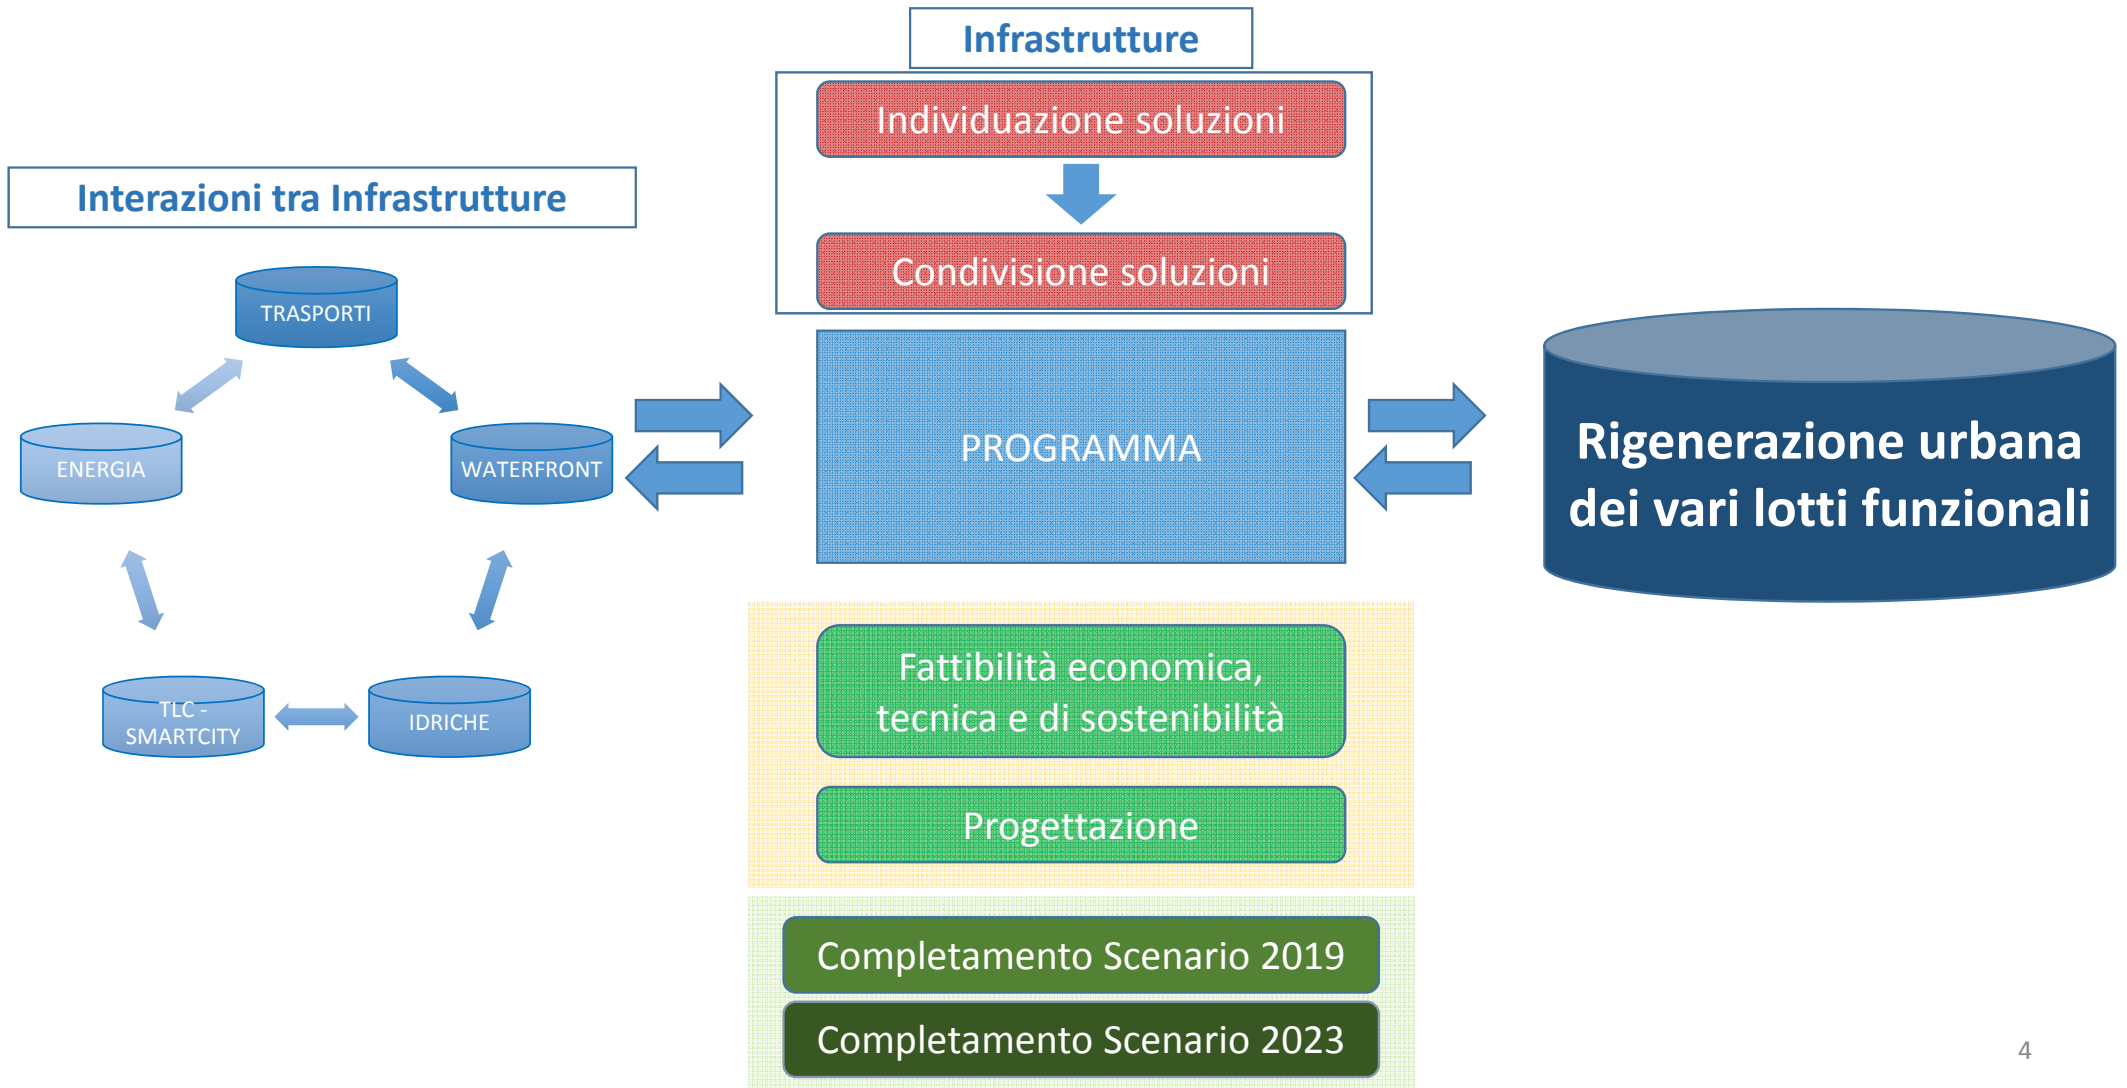 Infrastrutture
Individuazione soluzioni
Condivisione soluzioni
Interazioni tra Infrastrutture
TRASPORTI
ENERGIA
WATERFRONT
TLC -
SMARTCITY
IDRICHE
PROGRAMMA
Rigenerazione urbana
dei vari lotti funzionali
Fattibilità economica,
tecnica e di sostenibilità
Progettazione
Completamento Scenario 2019
Completamento Scenario 2023
4